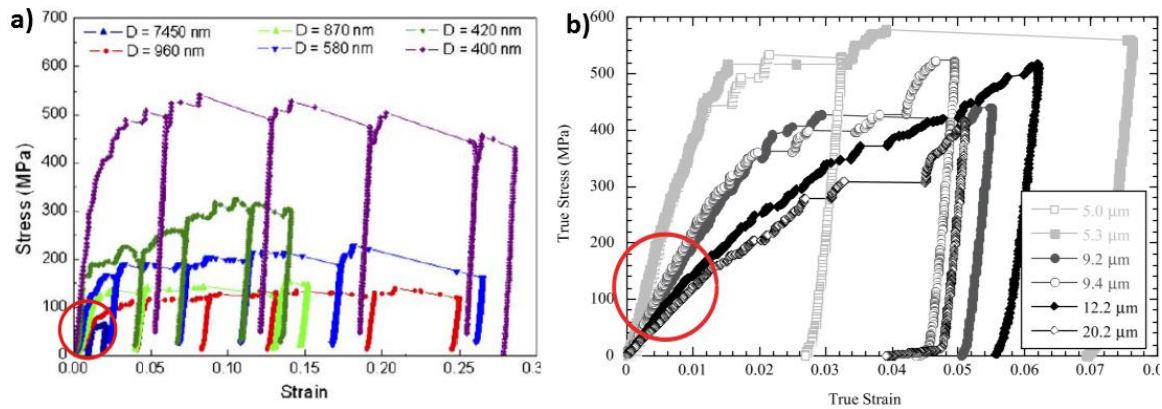 a)
D = 7450 nm D = 870 nm D = 420 nm
D = 960 nm D = 580 nm D = 400 nm
700
600
500
400
300
200
100
0
Stress (MPa)
0.00 0.05 0.10 0.15 0.20 0.25 0.3
Strain
b)
600
500
400
300
200
100
0
True Stress (MPa)
5.0 µm
5.3 µm
9.2 µm
9.4 µm
12.2 µm
20.2 µm
0 0.01 0.02 0.03 0.04 0.05 0.06 0.07 0.08
True Strain